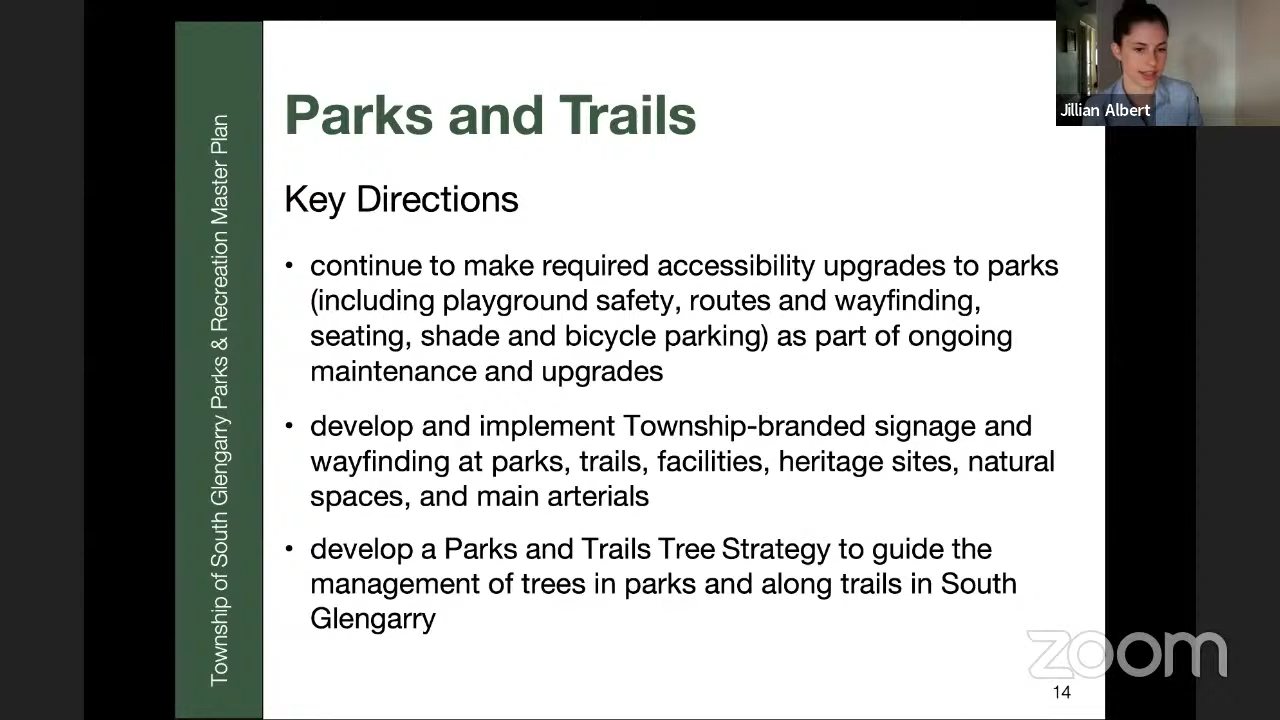 Township of South Glengarry Parks & Recreation Master Plan
Parks and Trails
Jillian Albert
Key Directions
• continue to make required accessibility upgrades to parks
(including playground safety, routes and wayfinding,
seating, shade and bicycle parking) as part of ongoing
maintenance and upgrades
• develop and implement Township-branded signage and
wayfinding at parks, trails, facilities, heritage sites, natural
spaces, and main arterials
• develop a Parks and Trails Tree Strategy to guide the
management of trees in parks and along trails in South
Glengarry
zoom
14